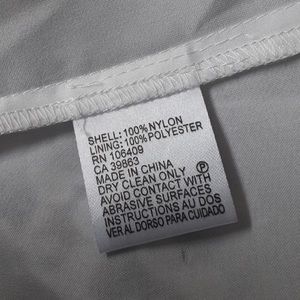 SHELL: 100% NYLON
LINING: 100% POLYESTER
RN 106409
CA 39863
MADE IN CHINA
DRY CLEAN ONLY Ⓟ
AVOID CONTACT WITH
ABRASIVE SURFACES
INSTRUCTIONS AU DOS
VER AL DORSO PARA CUIDADO